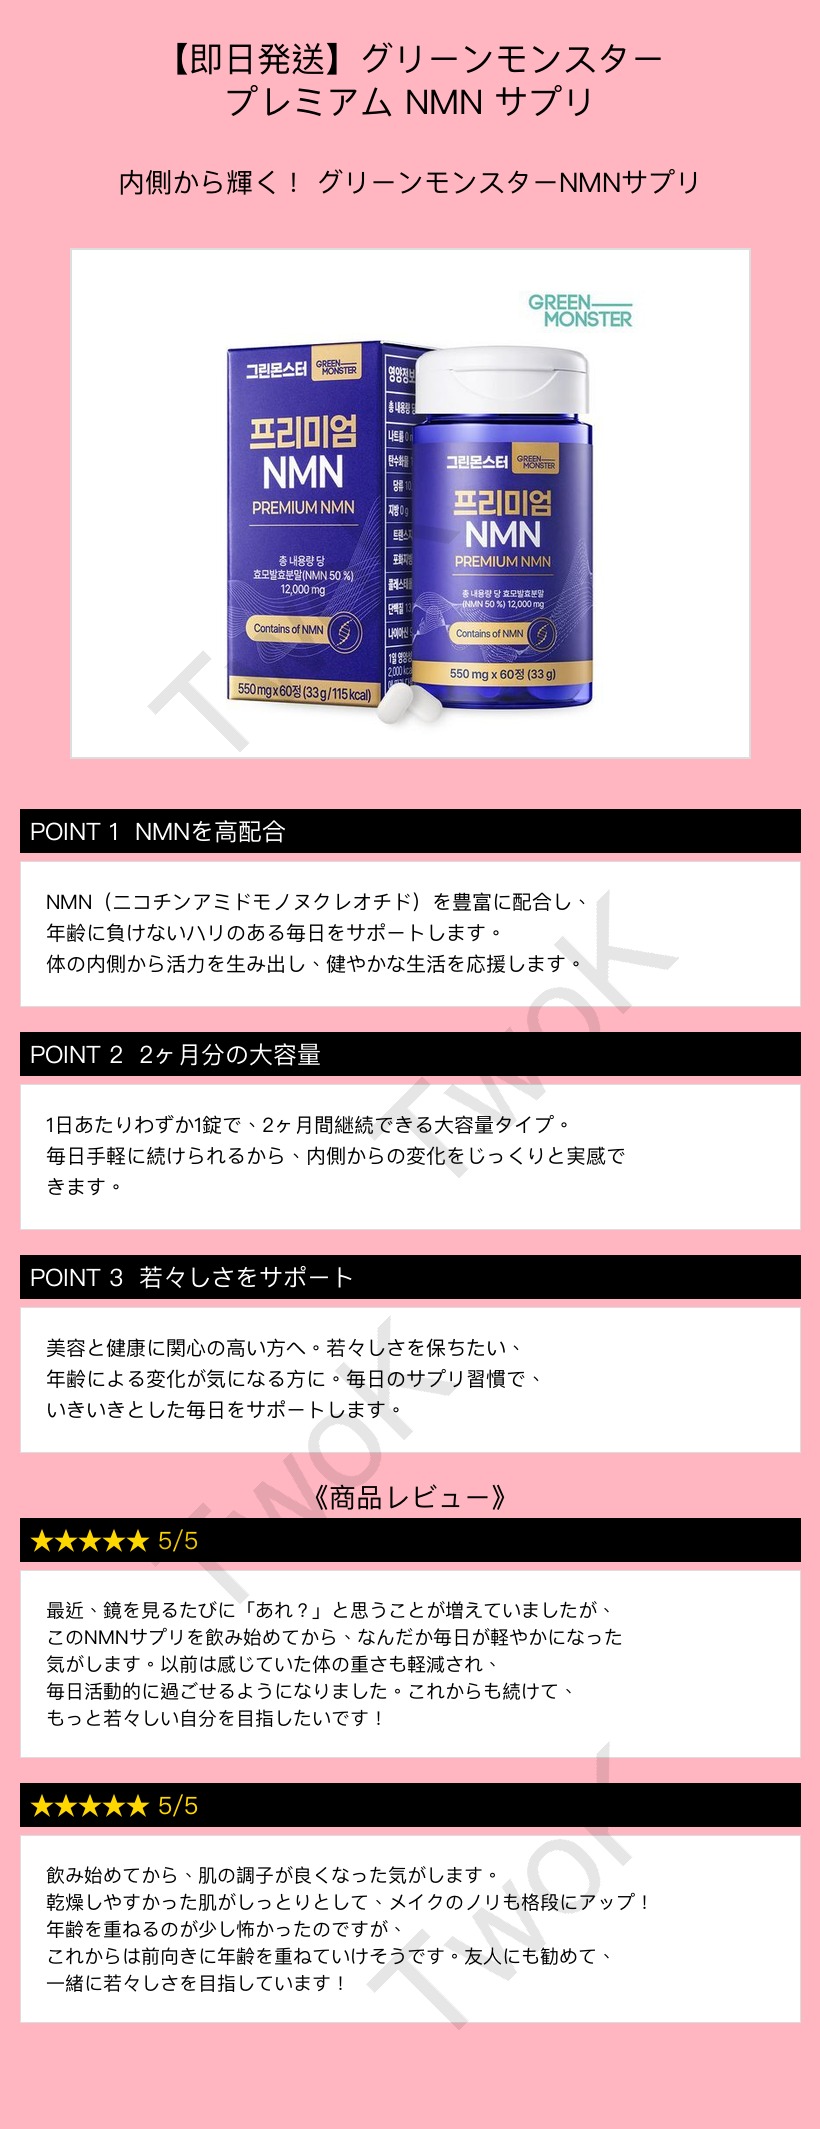 【即日発送】グリーンモンスター
プレミアム NMN サプリ
内側から輝く！ グリーンモンスターNMNサプリ
GREEN
MONSTER
그린몬스터 GREEN MONSTER
프리미엄
NMN
PREMIUM NMN
총 내용량 당
효모발효분말(NMN 50 %)
12,000 mg
Contains of NMN
550 mg x 60정 (33 g / 115 kcal)
영양정보
총 내용량
나트륨 0
탄수화물
당류 10
지방 0 g
트랜스지
포화지방
콜레스테롤
단백질 13
나이아신
1일 영양성
2,000 kca
그린몬스터 GREEN MONSTER
프리미엄
NMN
PREMIUM NMN
총 내용량 당 효모발효분말
(NMN 50 %) 12,000 mg
Contains of NMN
550 mg x 60정 (33 g)
POINT 1 NMNを高配合
NMN（ニコチンアミドモノヌクレオチド）を豊富に配合し、
年齢に負けないハリのある毎日をサポートします。
体の内側から活力を生み出し、健やかな生活を応援します。
POINT 2 2ヶ月分の大容量
1日あたりわずか1錠で、2ヶ月間継続できる大容量タイプ。
毎日手軽に続けられるから、内側からの変化をじっくりと実感で
きます。
POINT 3 若々しさをサポート
美容と健康に関心の高い方へ。若々しさを保ちたい、
年齢による変化が気になる方に。毎日のサプリ習慣で、
いきいきとした毎日をサポートします。
《商品レビュー》
★★★★★ 5/5
最近、鏡を見るたびに「あれ？」と思うことが増えていましたが、
このNMNサプリを飲み始めてから、なんだか毎日が軽やかになった
気がします。以前は感じていた体の重さも軽減され、
毎日活動的に過ごせるようになりました。これからも続けて、
もっと若々しい自分を目指したいです！
★★★★★ 5/5
飲み始めてから、肌の調子が良くなった気がします。
乾燥しやすかった肌がしっとりとして、メイクのノリも格段にアップ！
年齢を重ねるのが少し怖かったのですが、
これからは前向きに年齢を重ねていけそうです。友人にも勧めて、
一緒に若々しさを目指しています！
TwoK
TwoK
TwoK
TwoK